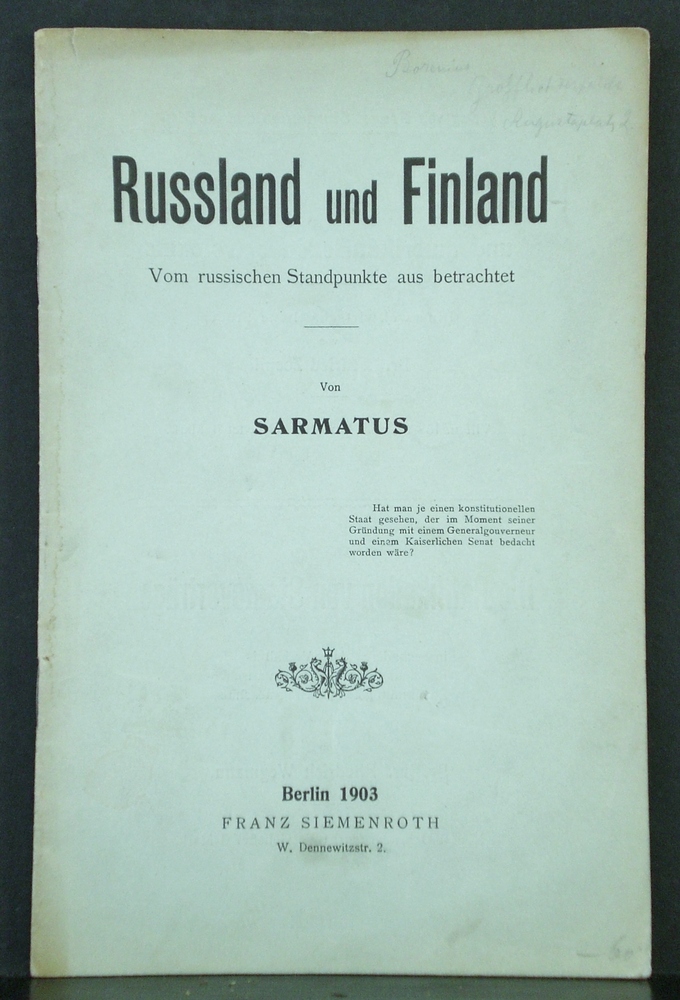 Russland und Finland
Vom russischen Standpunkte aus betrachtet
Von
SARMATUS
Hat man je einen konstitutionellen
Staat gesehen, der im Moment seiner
Gründung mit einem Generalgouverneur
und einem Kaiserlichen Senat bedacht
worden wäre?
Berlin 1903
FRANZ SIEMENROTH
W. Dennewitzstr. 2.